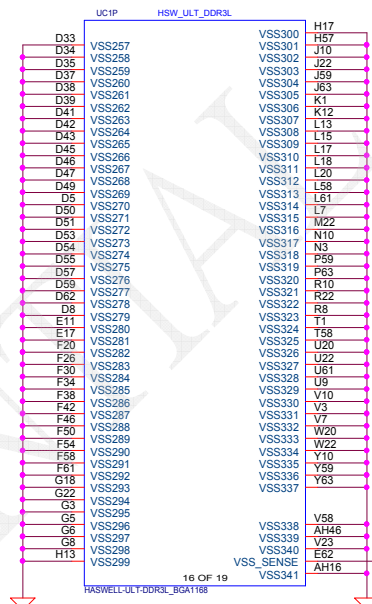 UC1P HSW_ULT_DDR3L
VSS300 H17
D33 VSS257 VSS301 H57
D34 VSS258 VSS302 J10
D35 VSS259 VSS303 J22
D37 VSS260 VSS304 J59
D38 VSS261 VSS305 J63
D39 VSS262 VSS306 K1
D41 VSS263 VSS307 K12
D42 VSS264 VSS308 L13
D43 VSS265 VSS309 L15
D45 VSS266 VSS310 L17
D46 VSS267 VSS311 L18
D47 VSS268 VSS312 L20
D49 VSS269 VSS313 L58
D5 VSS270 VSS314 L61
D50 VSS271 VSS315 L7
D51 VSS272 VSS316 M22
D53 VSS273 VSS317 N10
D54 VSS274 VSS318 N3
D55 VSS275 VSS319 P59
D57 VSS276 VSS320 P63
D59 VSS277 VSS321 R10
D62 VSS278 VSS322 R22
D8 VSS279 VSS323 R8
E11 VSS280 VSS324 T1
E17 VSS281 VSS325 T58
F20 VSS282 VSS326 U20
F26 VSS283 VSS327 U22
F30 VSS284 VSS328 U61
F34 VSS285 VSS329 U9
F38 VSS286 VSS330 V10
F42 VSS287 VSS331 V3
F46 VSS288 VSS332 V7
F50 VSS289 VSS333 W20
F54 VSS290 VSS334 W22
F58 VSS291 VSS335 Y10
F61 VSS292 VSS336 Y59
G18 VSS293 VSS337 Y63
G22 VSS294
G3 VSS295
G5 VSS296 VSS338 V58
G6 VSS297 VSS339 AH46
G8 VSS298 VSS340 V23
H13 VSS299 VSS_SENSE E62
16 OF 19 VSS341 AH16
HASWELL-ULT-DDR3L_BGA1168